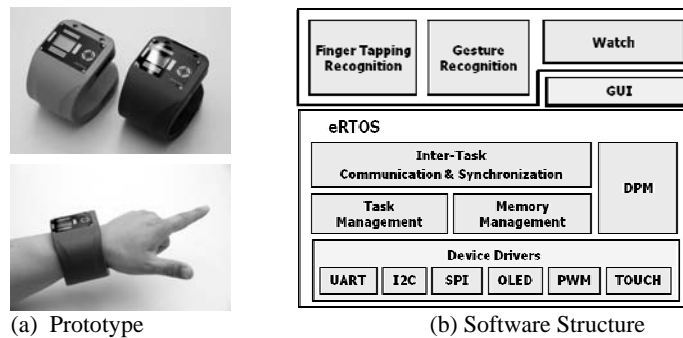 Finger Tapping
Recognition
Gesture
Recognition
Watch
GUI
eRTOS
Inter-Task
Communication & Synchronization
DPM
Task
Management
Memory
Management
Device Drivers
UART
I2C
SPI
OLED
PWM
TOUCH
(a) Prototype
(b) Software Structure